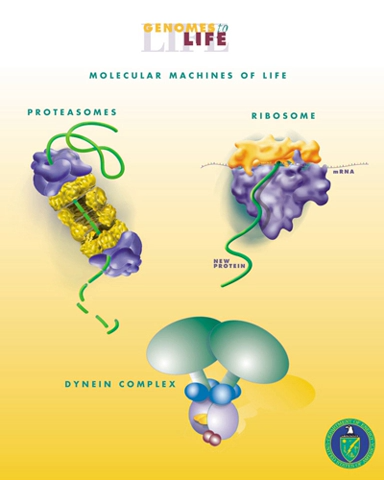 GENOMES to
LIFE
MOLECULAR MACHINES OF LIFE
PROTEASOMES
RIBOSOME
mRNA
NEW
PROTEIN
DYNEIN COMPLEX